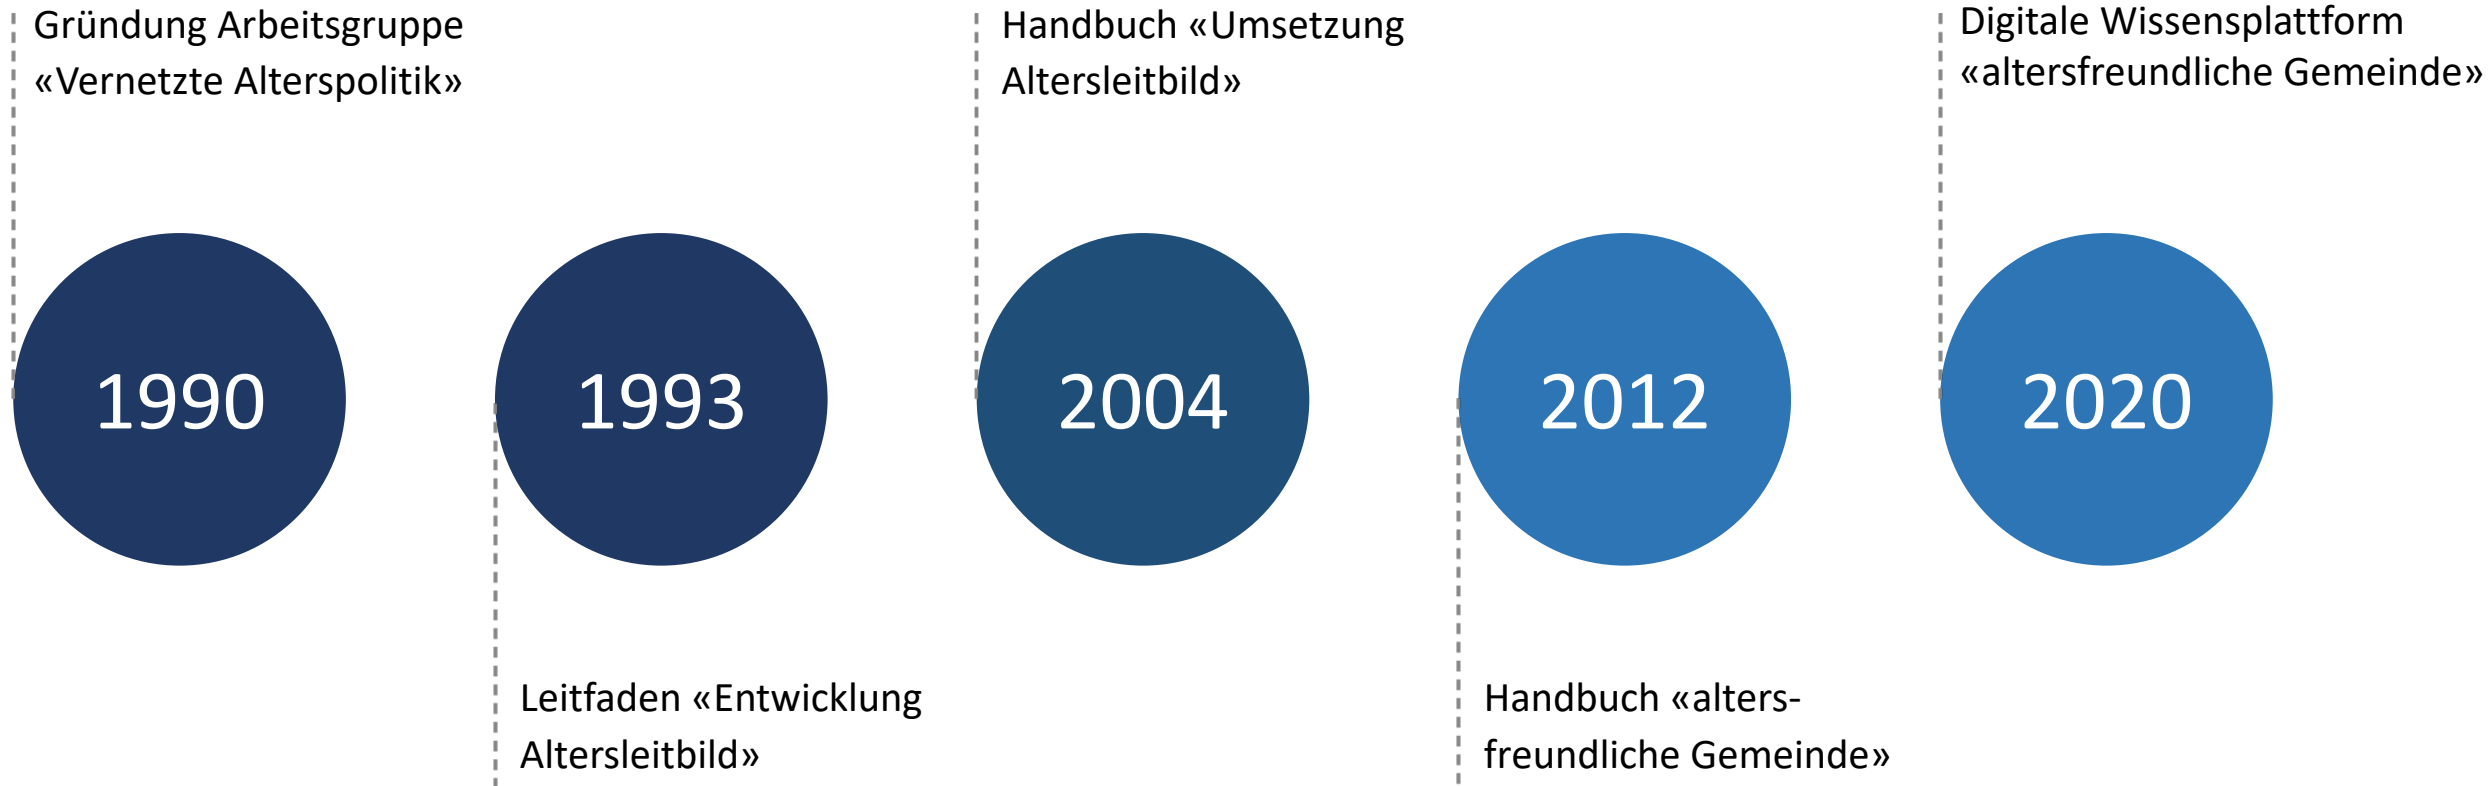 Gründung Arbeitsgruppe
«Vernetzte Alterspolitik»
Handbuch «Umsetzung
Altersleitbild»
Digitale Wissensplattform
«altersfreundliche Gemeinde»
1990
1993
2004
2012
2020
Leitfaden «Entwicklung
Altersleitbild»
Handbuch «alters-
freundliche Gemeinde»